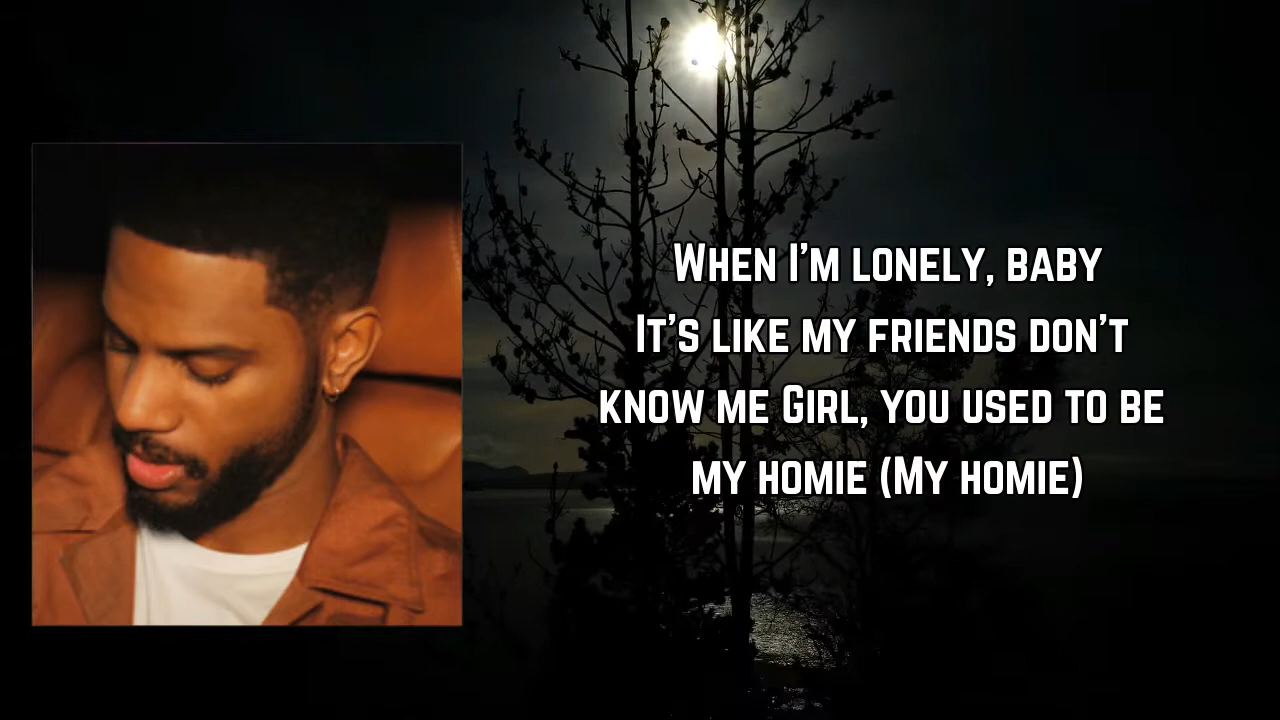 When I'm lonely, baby
It's like my friends don't
know me Girl, you used to be
my homie (My homie)